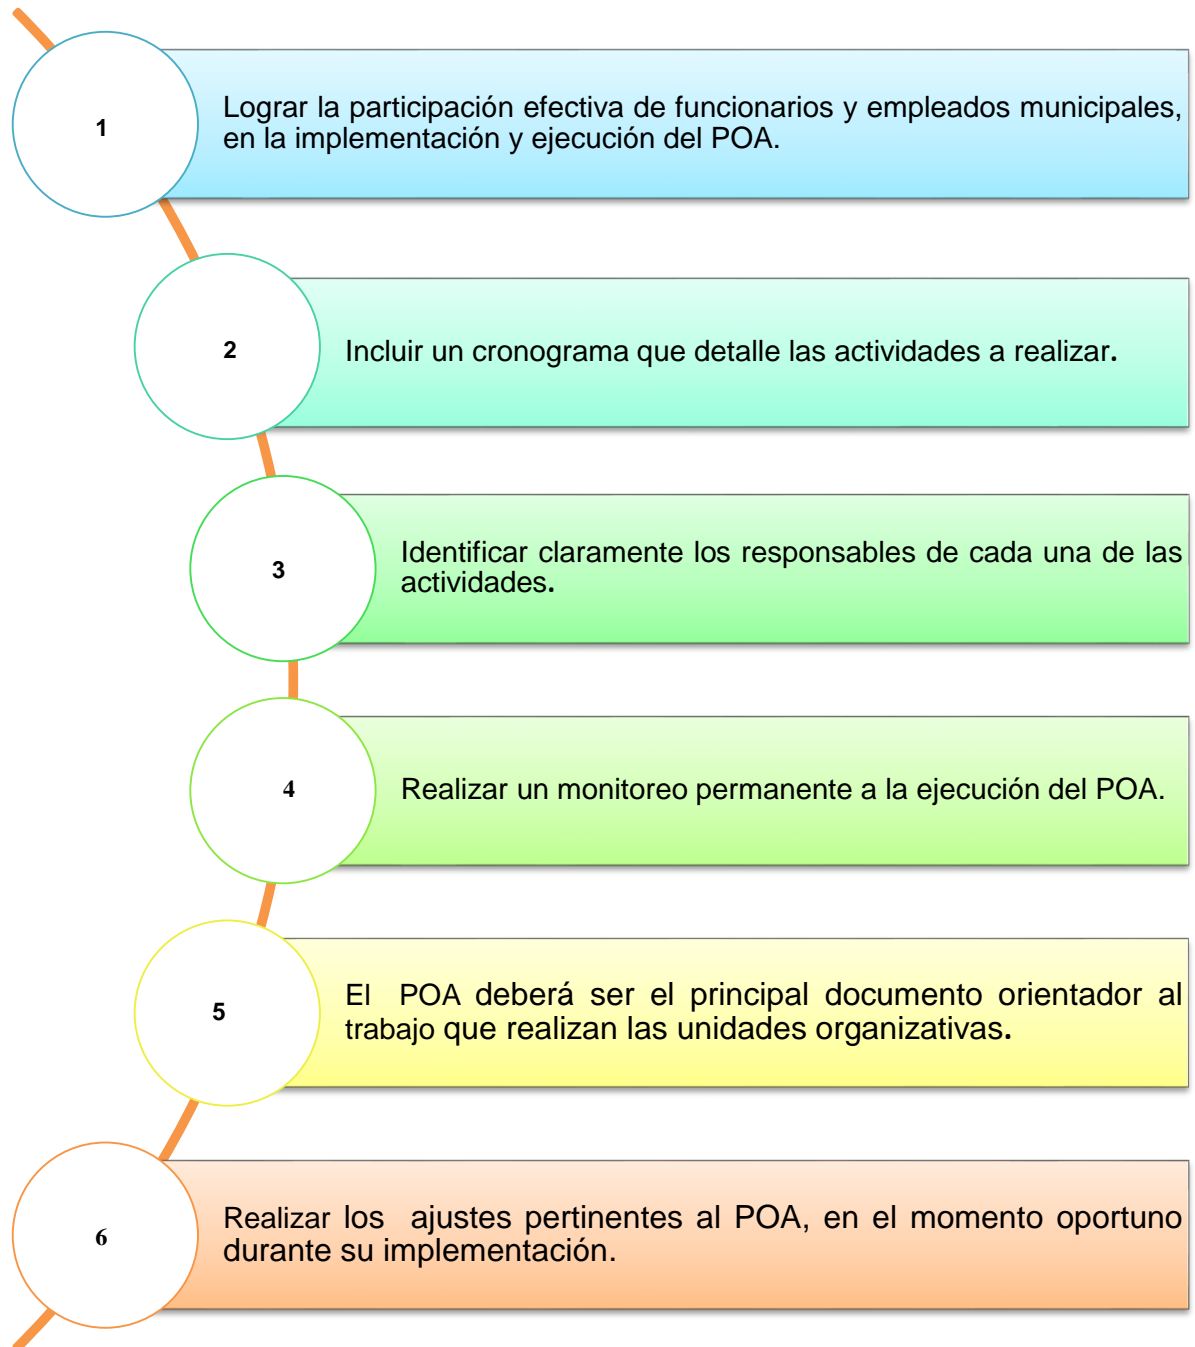 1
Lograr la participación efectiva de funcionarios y empleados municipales,
en la implementación y ejecución del POA.
2
Incluir un cronograma que detalle las actividades a realizar.
3
Identificar claramente los responsables de cada una de las
actividades.
4
Realizar un monitoreo permanente a la ejecución del POA.
5
El POA deberá ser el principal documento orientador al
trabajo que realizan las unidades organizativas.
6
Realizar los ajustes pertinentes al POA, en el momento oportuno
durante su implementación.